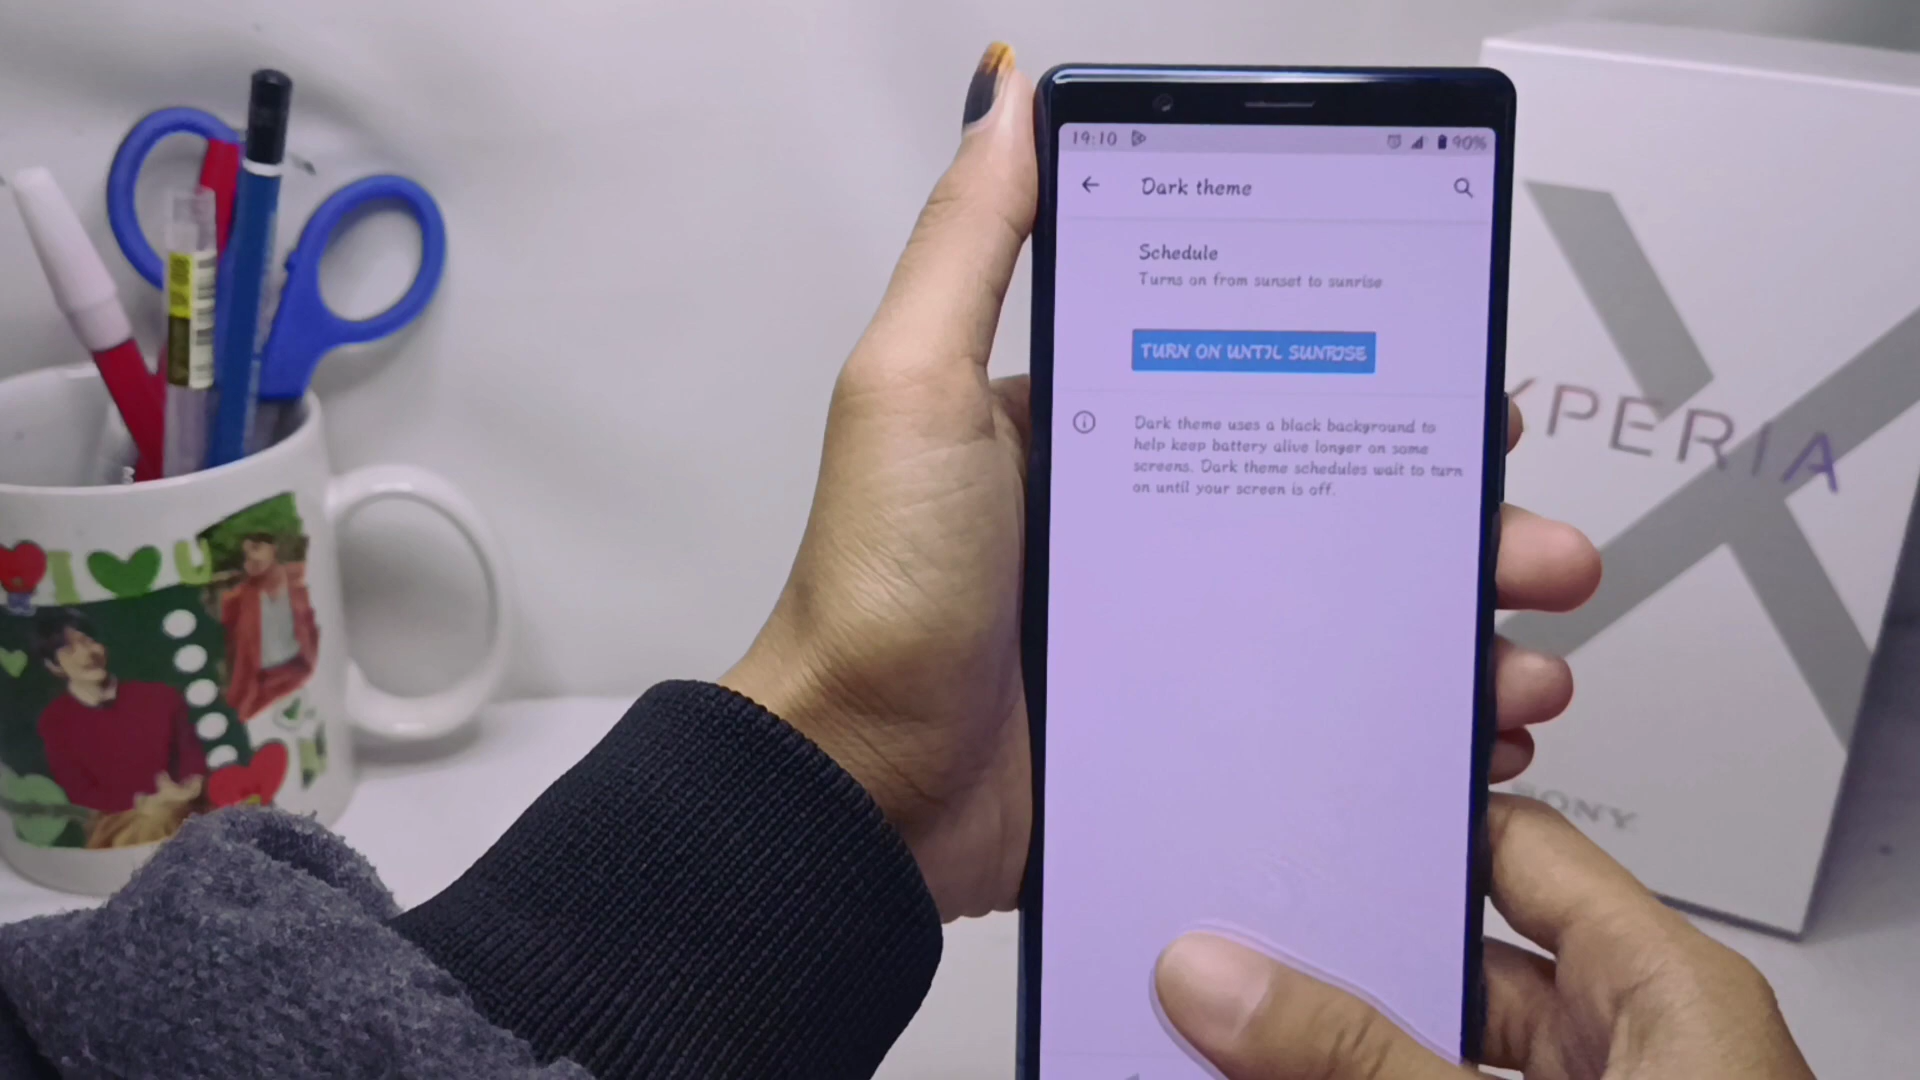 19:10
90%
Dark theme
Schedule
Turns on from sunset to sunrise
TURN ON UNTIL SUNRISE
Dark theme uses a black background to
help keep battery alive longer on some
screens. Dark theme schedules wait to turn
on until your screen is off.
XPERIA
SONY
I U